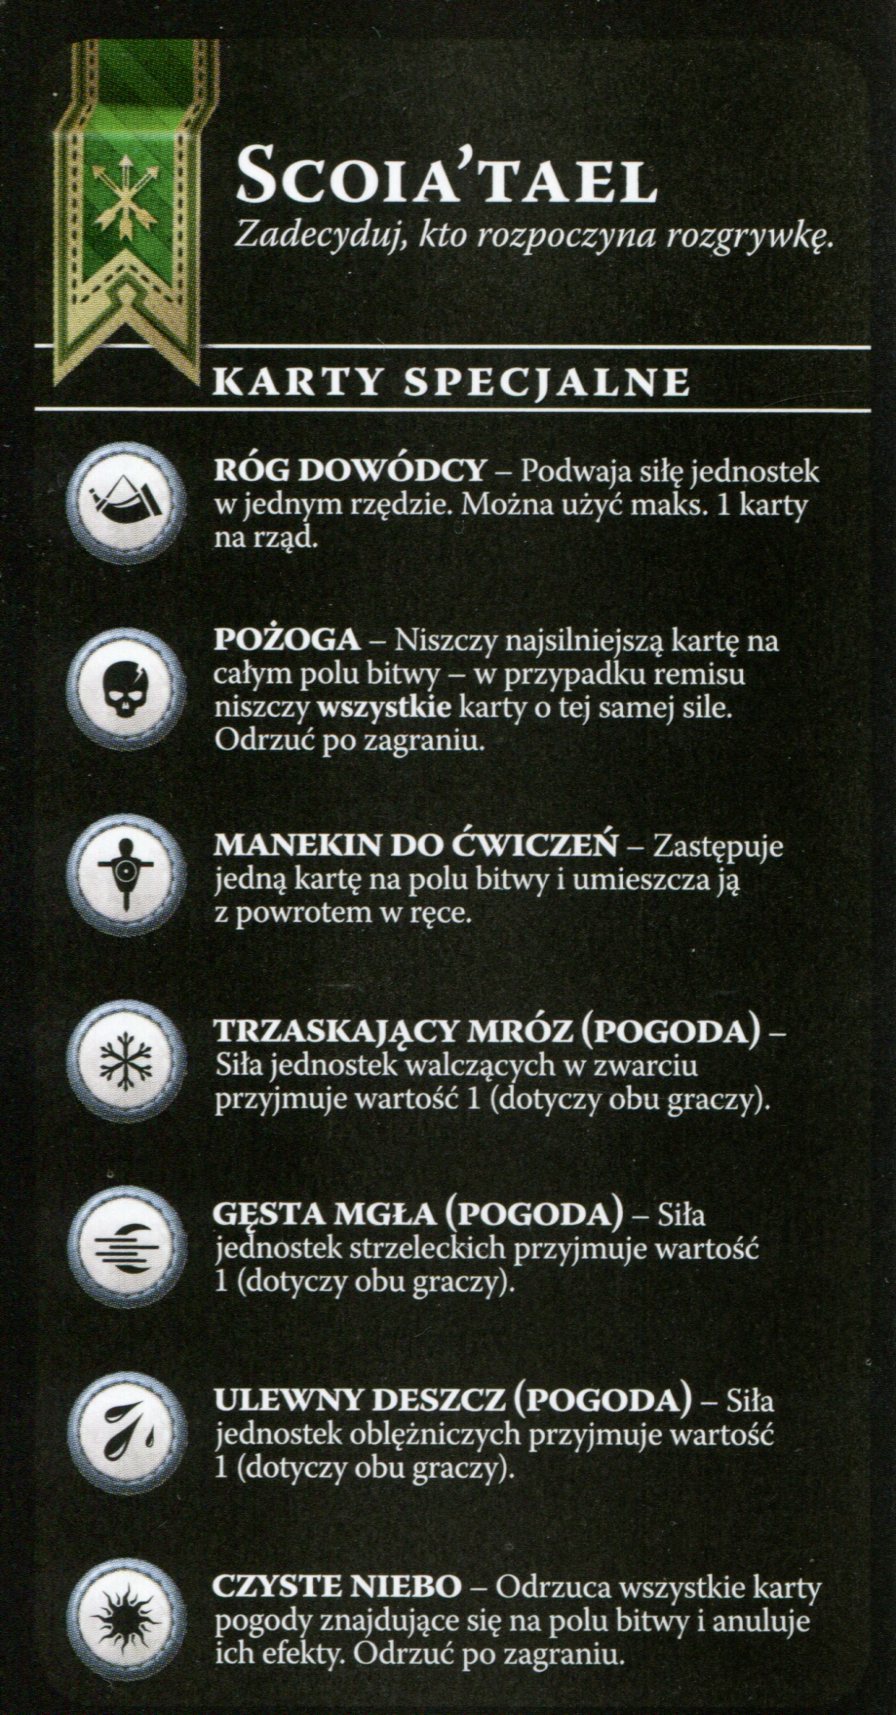 Scoia'tael
Zadecyduj, kto rozpoczyna rozgrywkę.
KARTY SPECJALNE
RÓG DOWÓDCY – Podwaja siłę jednostek
w jednym rzędzie. Można użyć maks. 1 karty
na rząd.
POŻOGA – Niszczy najsilniejszą kartę na
całym polu bitwy – w przypadku remisu
niszczy wszystkie karty o tej samej sile.
Odrzuć po zagraniu.
MANEKIN DO ĆWICZEŃ – Zastępuje
jedną kartę na polu bitwy i umieszcza ją
z powrotem w ręce.
TRZASKAJĄCY MRÓZ (POGODA) –
Siła jednostek walczących w zwarciu
przyjmuje wartość 1 (dotyczy obu graczy).
GĘSTA MGŁA (POGODA) – Siła
jednostek strzeleckich przyjmuje wartość
1 (dotyczy obu graczy).
ULEWNY DESZCZ (POGODA) – Siła
jednostek oblężniczych przyjmuje wartość
1 (dotyczy obu graczy).
CZYSTE NIEBO – Odrzuca wszystkie karty
pogody znajdujące się na polu bitwy i anuluje
ich efekty. Odrzuć po zagraniu.